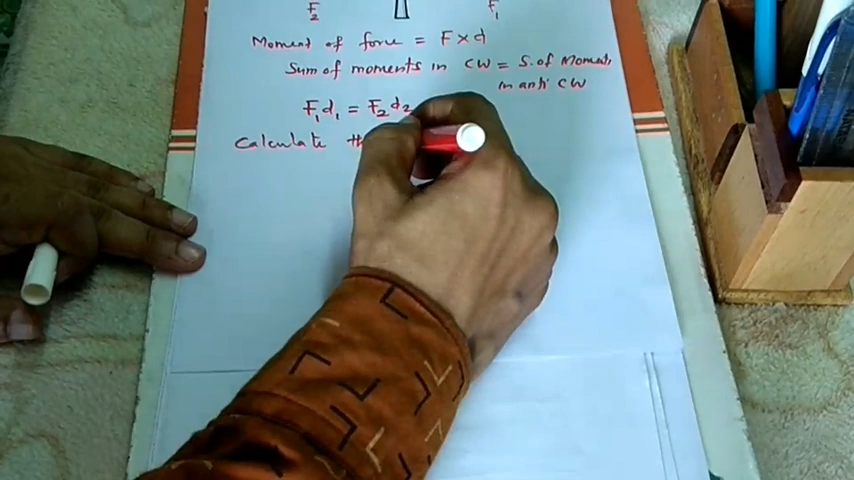 F2 F1
Moment of force = F×d
Sum of moments in CW = S.of Moments
in anti CW
F1d1 = F2d2
Calculate